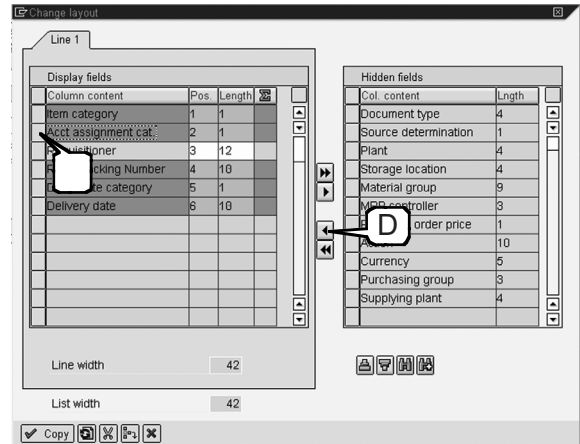 Change layout
Line 1
Display fields
Hidden fields
Column content Pos. Length
Col. content Lngth
Item category 1 1
Document type 4
Acct assignment cat. 2 1
Source determination 1
3 12
Plant 4
Number 4 10
Storage location 4
category 5 1
Material group 9
Delivery date 6 10
controller 3
D
order price 1
10
Currency 5
Purchasing group 3
Supplying plant 4
Line width 42
List width 42
Copy